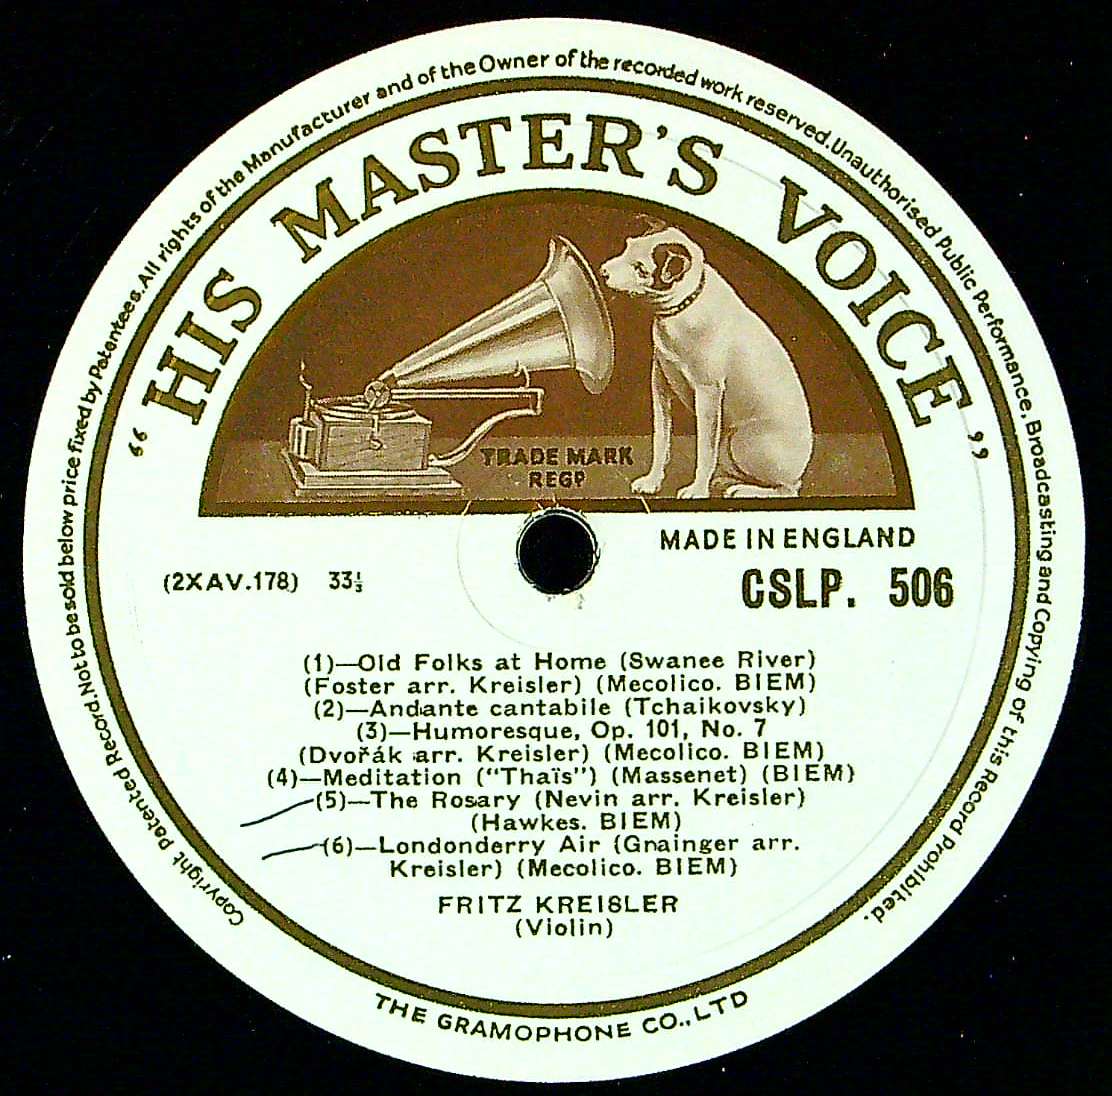 Copyright Patented Record. Not to be sold below price fixed by Patentees. All rights of the Manufacturer and of the Owner of the recorded work reserved. Unauthorised Public Performance, Broadcasting and Copying of this Record Prohibited.
“HIS MASTER'S VOICE”
TRADE MARK
REGD
MADE IN ENGLAND
(2XAV.178) 33⅓
CSLP. 506
(1)—Old Folks at Home (Swanee River)
(Foster arr. Kreisler) (Mecolico. BIEM)
(2)—Andante cantabile (Tchaikovsky)
(3)—Humoresque, Op. 101, No. 7
(Dvořák arr. Kreisler) (Mecolico. BIEM)
(4)—Meditation (“Thaïs”) (Massenet) (BIEM)
(5)—The Rosary (Nevin arr. Kreisler)
(Hawkes. BIEM)
(6)—Londonderry Air (Grainger arr.
Kreisler) (Mecolico. BIEM)
FRITZ KREISLER
(Violin)
THE GRAMOPHONE CO., LTD